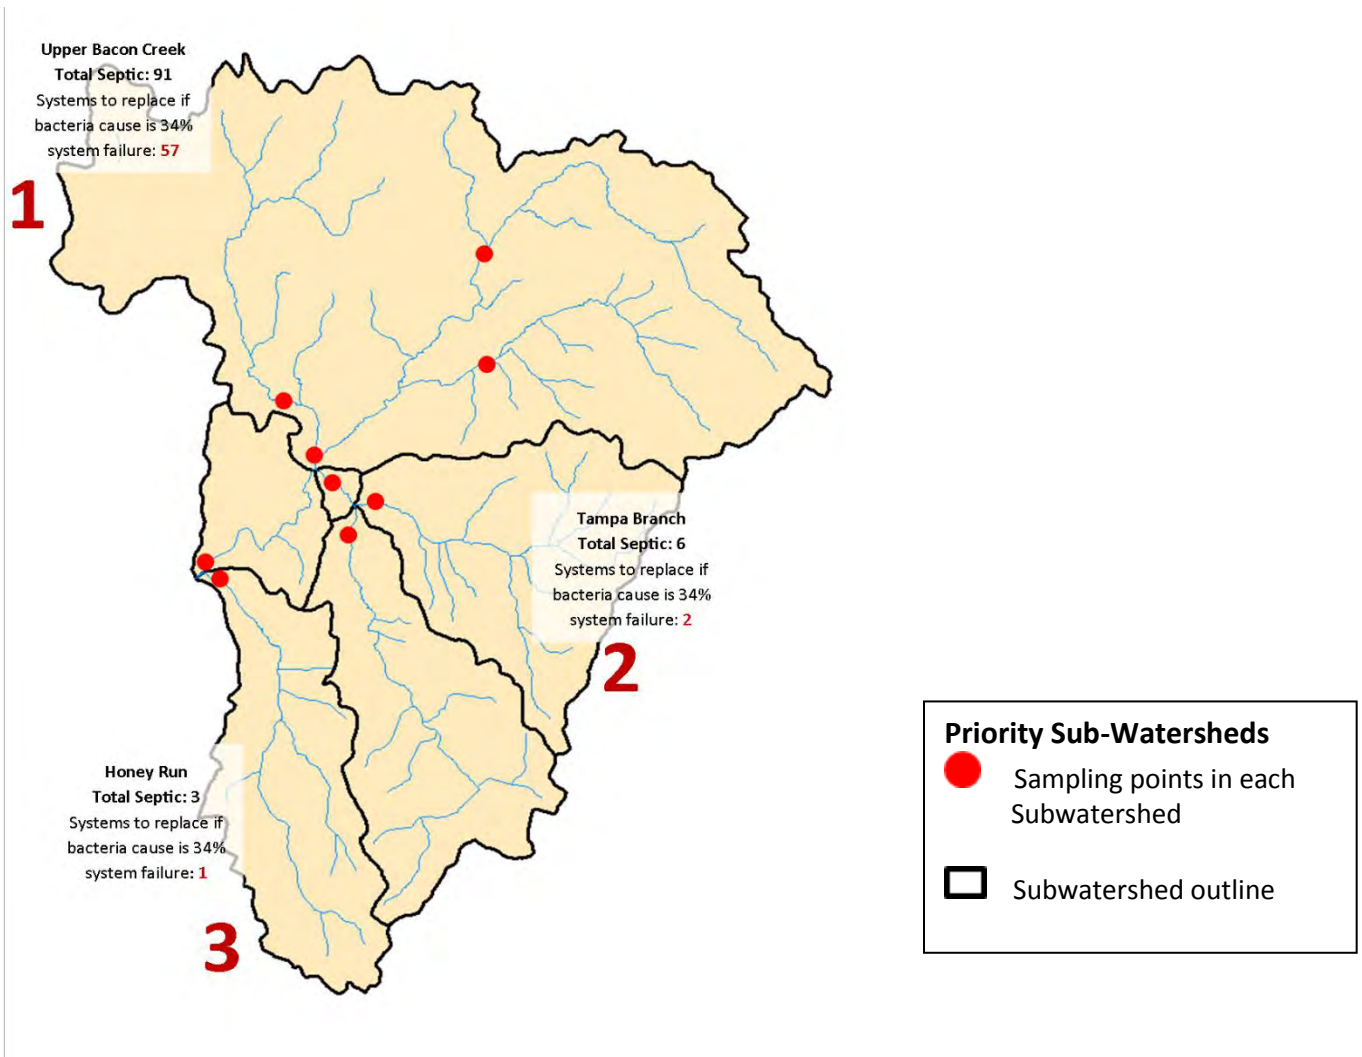 Upper Bacon Creek
Total Septic: 91
Systems to replace if
bacteria cause is 34%
system failure: 57
1
Tampa Branch
Total Septic: 6
Systems to replace if
bacteria cause is 34%
system failure: 2
2
Honey Run
Total Septic: 3
Systems to replace if
bacteria cause is 34%
system failure: 1
3
Priority Sub-Watersheds
Sampling points in each
Subwatershed
Subwatershed outline